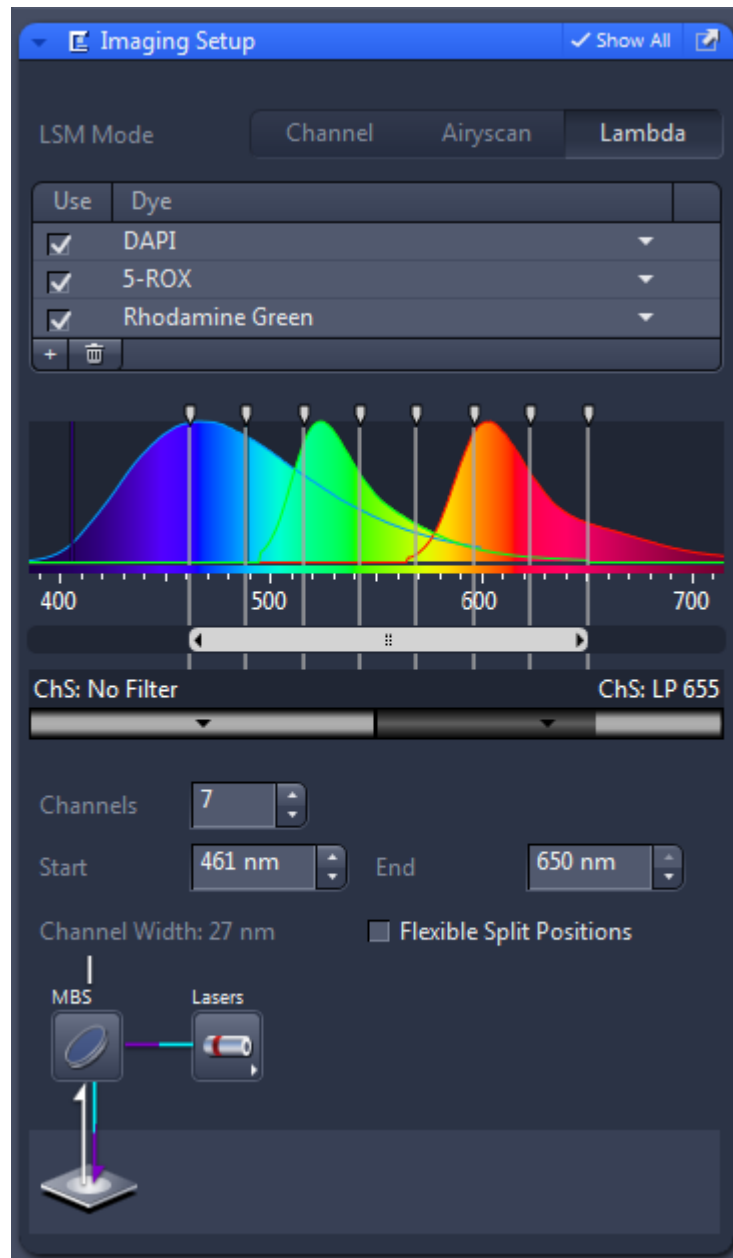 Imaging Setup ✓ Show All
LSM Mode Channel Airyscan Lambda
Use Dye
DAPI
5-ROX
Rhodamine Green
+
400 500 600 700
ChS: No Filter ChS: LP 655
Channels 7
Start 461 nm End 650 nm
Channel Width: 27 nm Flexible Split Positions
MBS Lasers